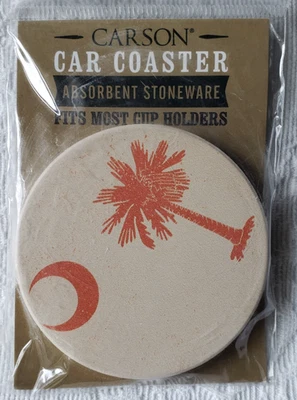 CARSON®
CAR COASTER
ABSORBENT STONEWARE
FITS MOST CUP HOLDERS